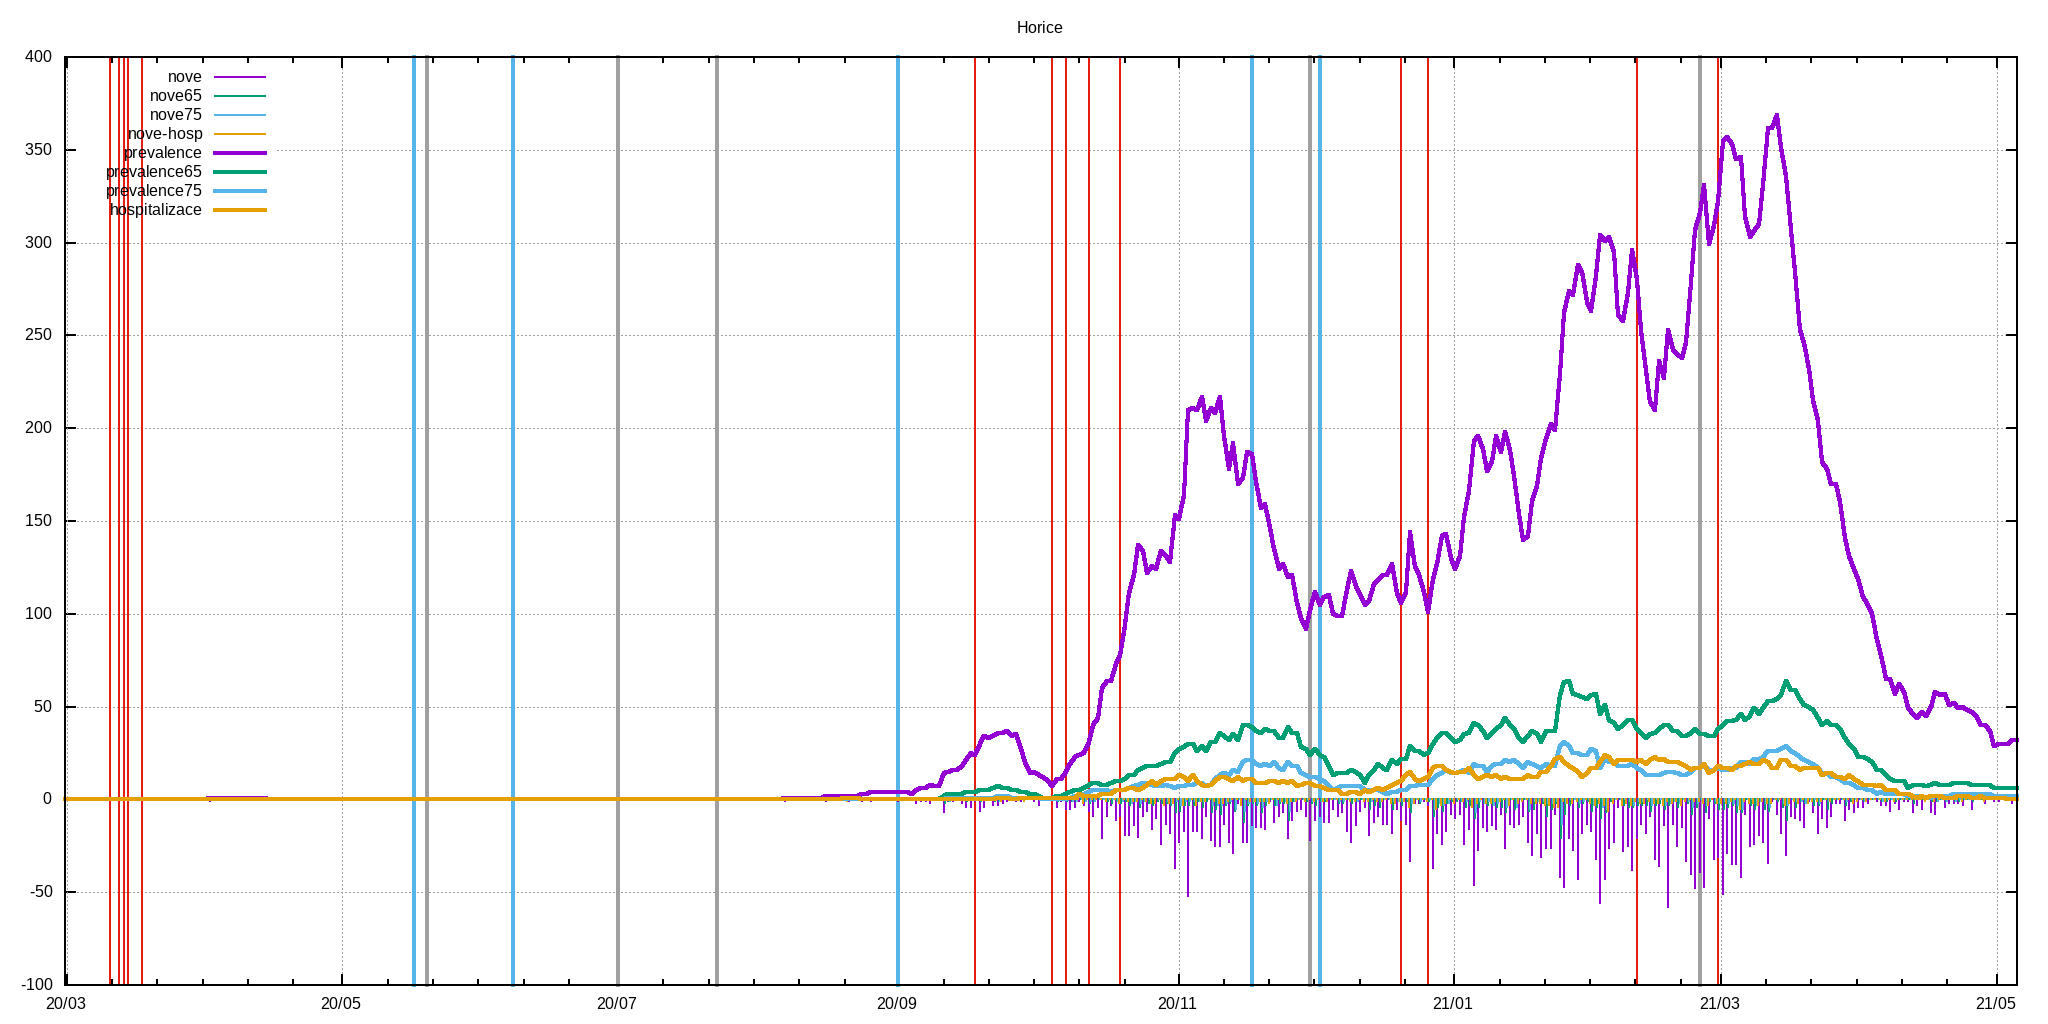 Horice
400
350
300
250
200
150
100
50
0
-50
-100
nove
nove65
nove75
nove-hosp
prevalence
prevalence65
prevalence75
hospitalizace
20/03 20/05 20/07 20/09 20/11 21/01 21/03 21/05